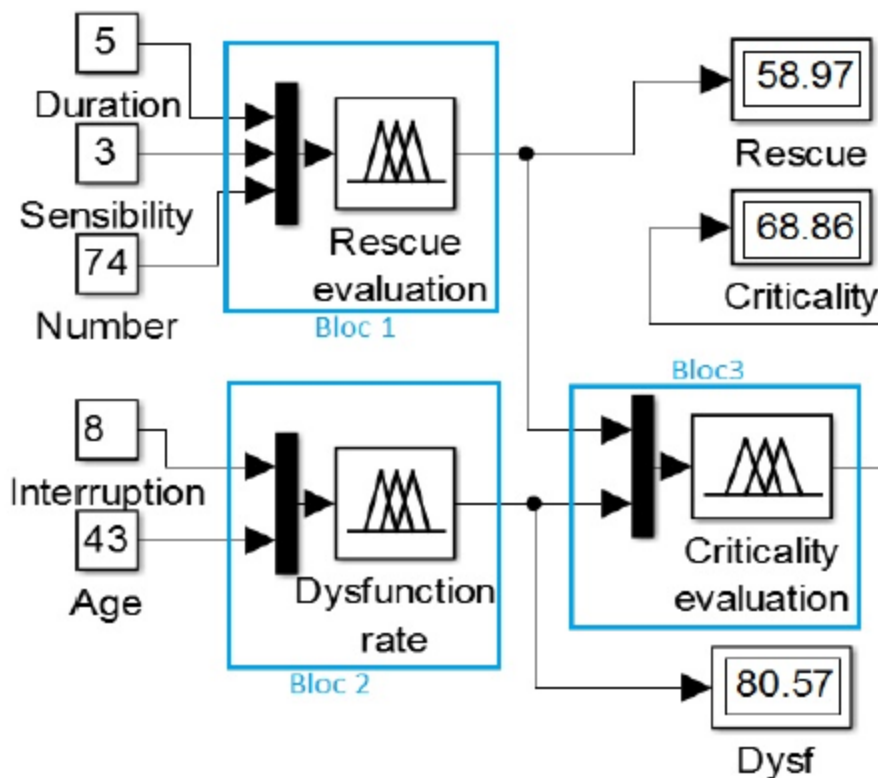 5
Duration
3
Sensibility
74
Number
Rescue
evaluation
Bloc 1
58.97
Rescue
68.86
Criticality
8
Interruption
43
Age
Dysfunction
rate
Bloc 2
Bloc3
Criticality
evaluation
80.57
Dysf